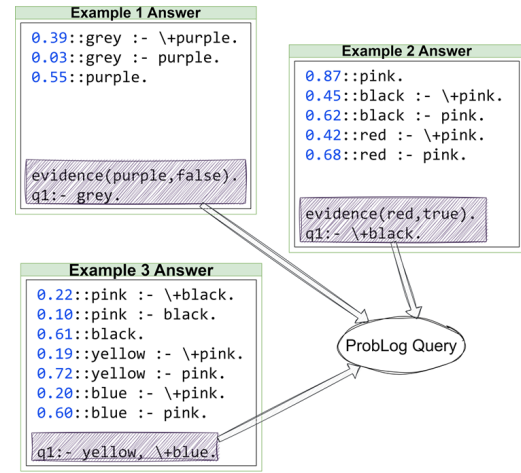 Example 1 Answer
0.39::grey :- \+purple.
0.03::grey :- purple.
0.55::purple.
evidence(purple,false).
q1:- grey.
Example 2 Answer
0.87::pink.
0.45::black :- \+pink.
0.62::black :- pink.
0.42::red :- \+pink.
0.68::red :- pink.
evidence(red,true).
q1:- \+black.
Example 3 Answer
0.22::pink :- \+black.
0.10::pink :- black.
0.61::black.
0.19::yellow :- \+pink.
0.72::yellow :- pink.
0.20::blue :- \+pink.
0.60::blue :- pink.
q1:- yellow, \+blue.
ProbLog Query